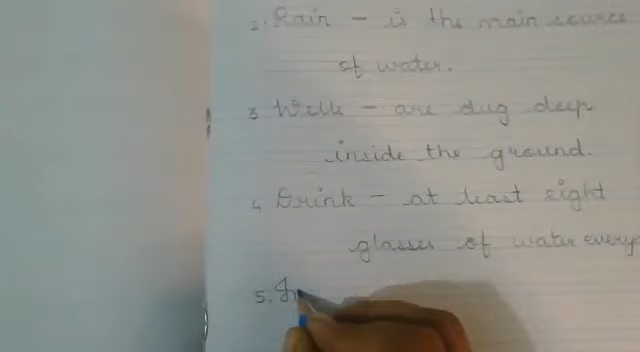 2. Rain - is the main source
of water.
3 Wells - are dug deep
inside the ground.
4 Drink - at least eight
glasses of water every
5.